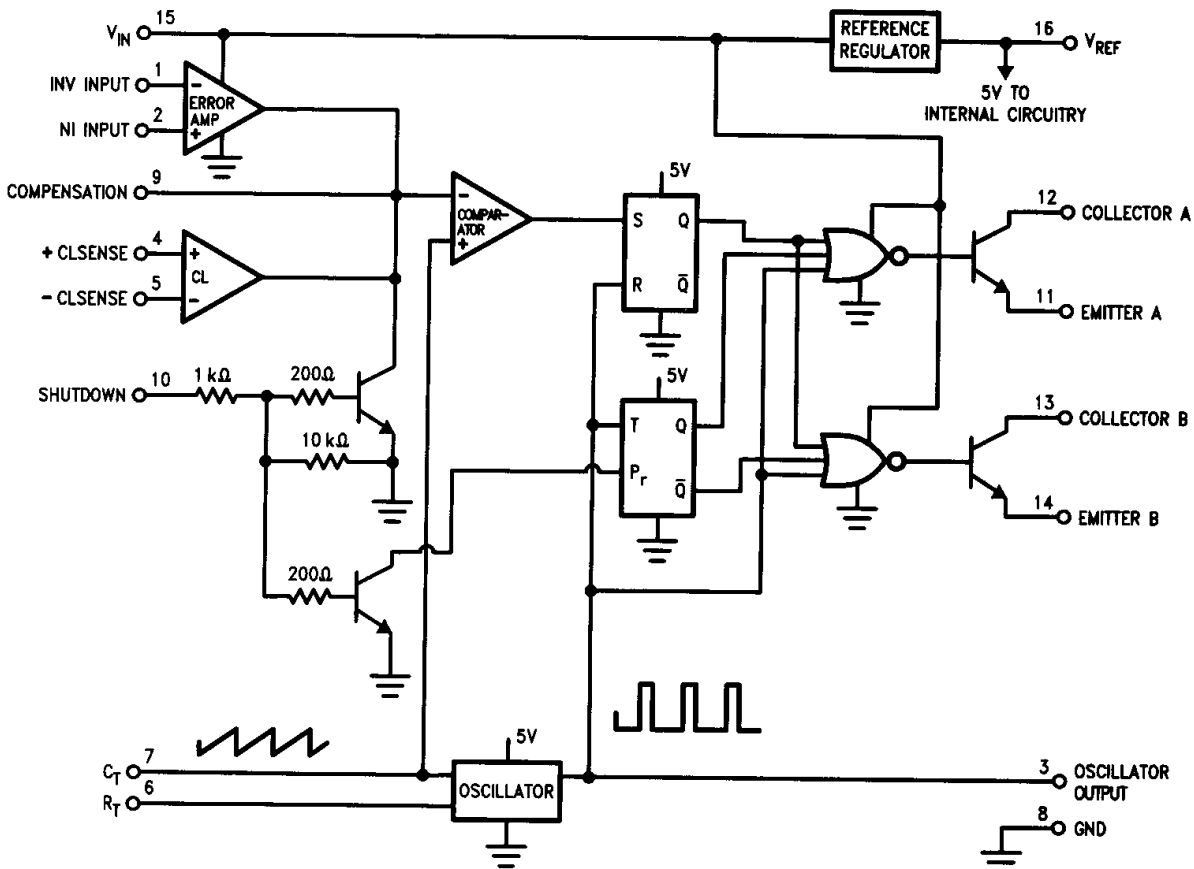 V_IN 15
REFERENCE
REGULATOR
16 V_REF
5V TO
INTERNAL CIRCUITRY
INV INPUT 1
NI INPUT 2
-
ERROR
AMP
+
COMPENSATION 9
-
COMPAR-
ATOR
+
+ CLSENSE 4
- CLSENSE 5
+
CL
-
5V
S Q
R Q̅
12 COLLECTOR A
11 EMITTER A
SHUTDOWN 10
1 kΩ
200Ω
10 kΩ
200Ω
5V
T Q
P_r Q̅
13 COLLECTOR B
14 EMITTER B
C_T 7
R_T 6
5V
OSCILLATOR
3 OSCILLATOR
OUTPUT
8 GND